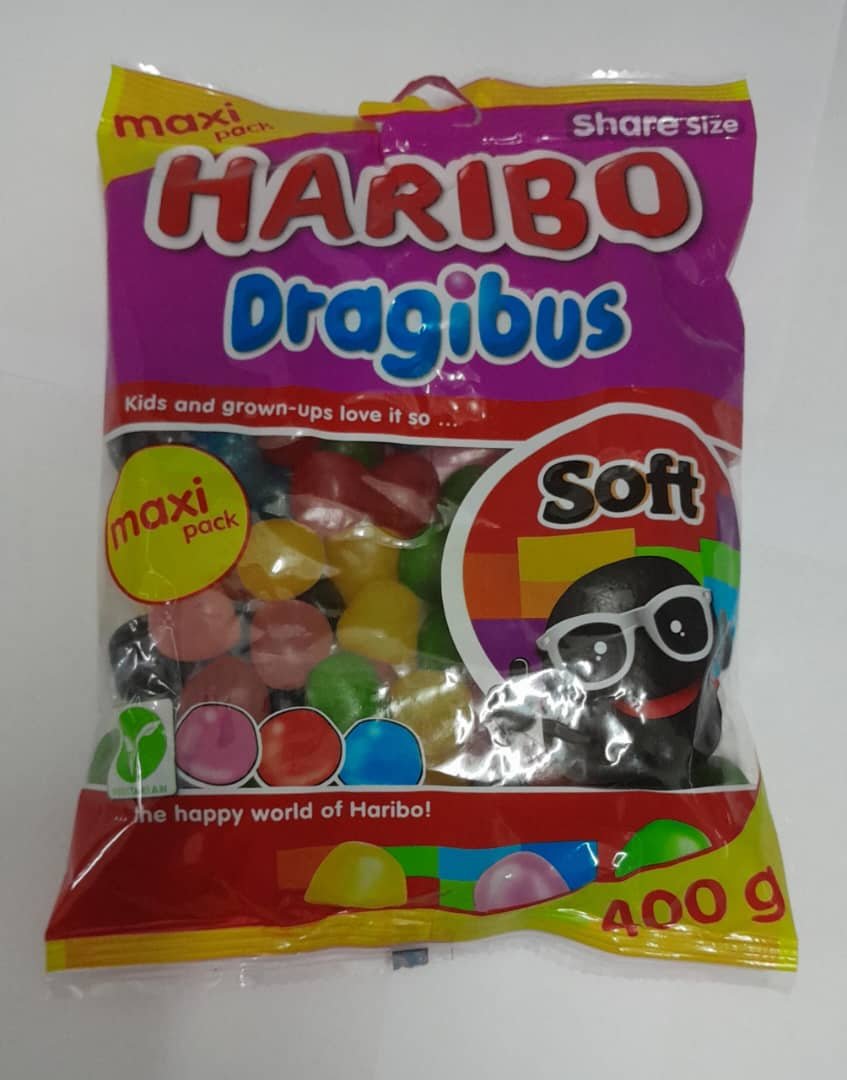 maxi
pack
Share Size
HARIBO
Dragibus
Kids and grown-ups love it so ...
Soft
maxi
pack
VEGETARIAN
... the happy world of Haribo!
400 g